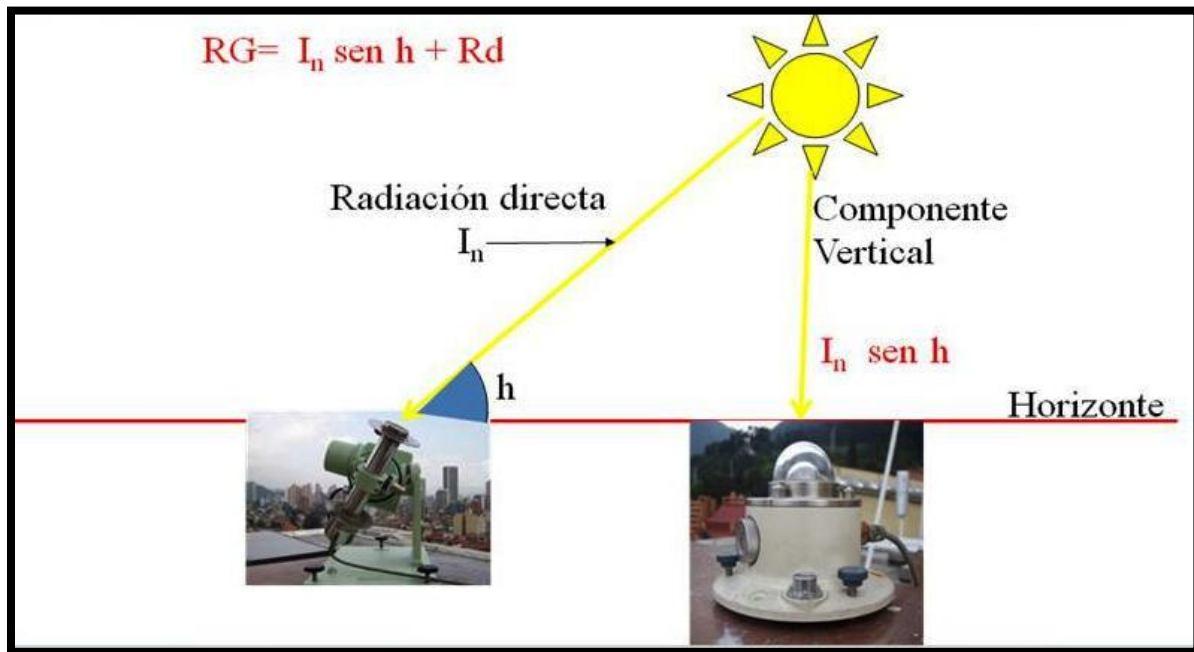 RG= Iₙ sen h + Rd
Radiación directa
Iₙ
Componente
Vertical
Iₙ sen h
h
Horizonte